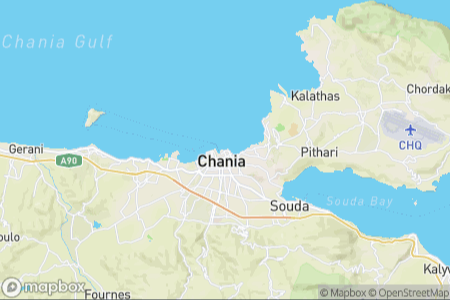 Chania Gulf
Kalathas
Chordak
CHQ
Gerani
A90
Pithari
Chania
Souda Bay
Souda
oulo
Kalyv
Fournes
mapbox
© Mapbox © OpenStreetMap